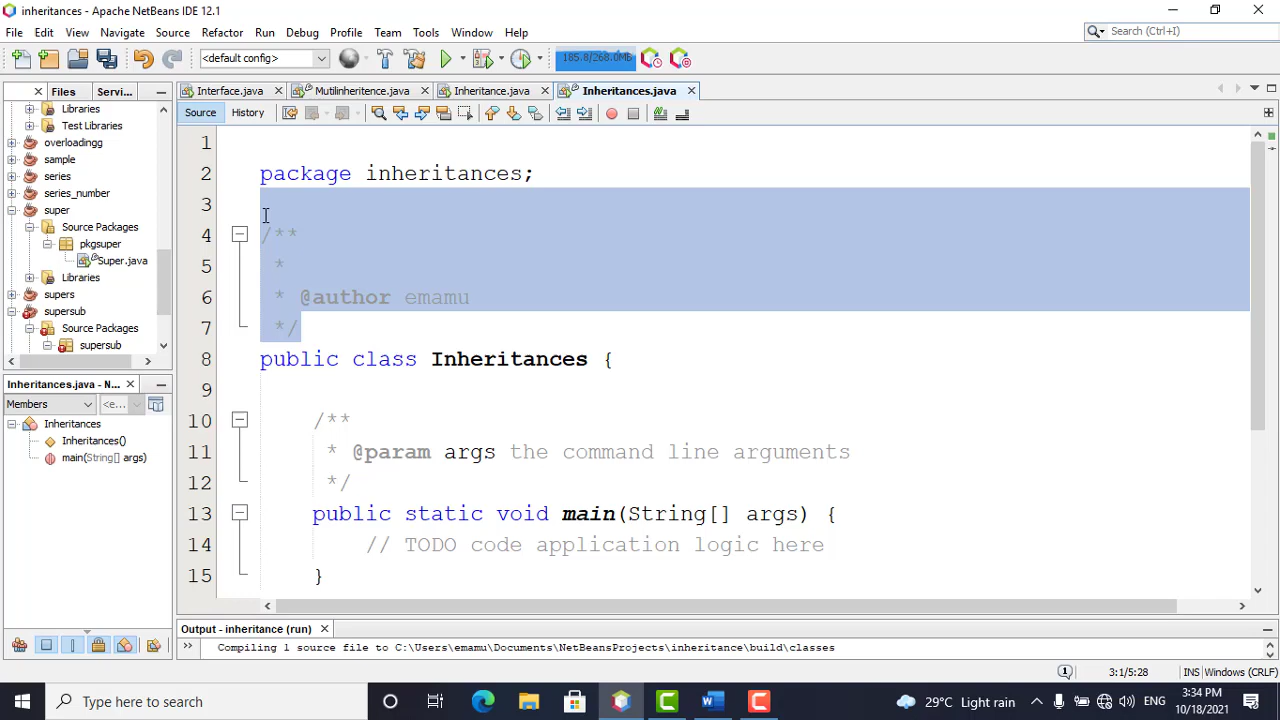 inheritances - Apache NetBeans IDE 12.1
File Edit View Navigate Source Refactor Run Debug Profile Team Tools Window Help
Search (Ctrl+I)
<default config>
185.8/268.0MB
Files
Servi...
Interface.java
Mutilinheritence.java
Inheritance.java
Inheritances.java
Source
History
Libraries
Test Libraries
overloadingg
sample
series
series_number
super
Source Packages
pkgsuper
Super.java
Libraries
supers
supersub
Source Packages
supersub
Inheritances.java - N...
Members
<e...
Inheritances
Inheritances()
main(String[] args)
1
2 package inheritances;
3
4 /**
5 *
6 * @author emamu
7 */
8 public class Inheritances {
9
10 /**
11 * @param args the command line arguments
12 */
13 public static void main(String[] args) {
14 // TODO code application logic here
15 }
Output - inheritance (run)
Compiling 1 source file to C:\Users\emamu\Documents\NetBeansProjects\inheritance\build\classes
3:1/5:28
INS
Windows (CRLF)
Type here to search
29°C Light rain
ENG
3:34 PM
10/18/2021